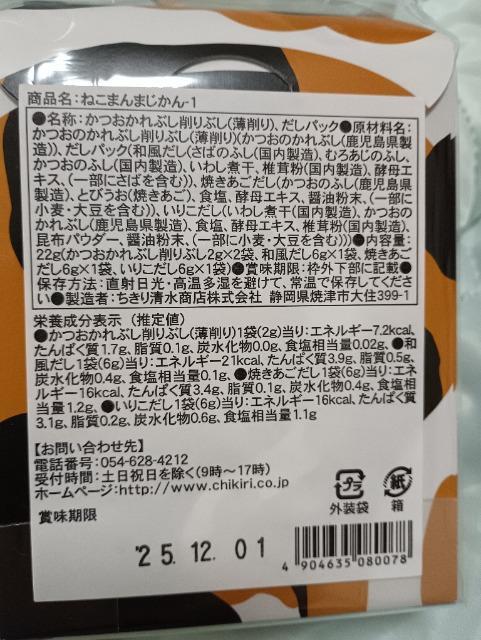 商品名:ねこまんまじかん-1
●名称:かつおかれぶし削りぶし(薄削り)、だしパック●原材料名:
かつおのかれぶし削りぶし(薄削り)(かつおのかれぶし(鹿児島県製
造))、だしパック(和風だし(さばのふし(国内製造)、むろあじのふし、
かつおのふし(国内製造)、いわし煮干、椎茸粉(国内製造)、酵母エ
キス、(一部にさばを含む))、焼きあごだし(かつおのふし(鹿児島県製
造)、とびうお(焼きあご)、食塩、酵母エキス、醤油粉末、(一部に
小麦・大豆を含む))、いりこだし(いわし煮干(国内製造)、かつおの
かれぶし(鹿児島県製造)、食塩、酵母エキス、椎茸粉(国内製造)、
昆布パウダー、醤油粉末、(一部に小麦・大豆を含む)))●内容量:
22g(かつおかれぶし削りぶし2g×2袋、和風だし6g×1袋、焼きあご
だし6g×1袋、いりこだし6g×1袋)●賞味期限:枠外下部に記載●
保存方法:直射日光・高温多湿を避けて、常温で保存してください
●製造者:ちきり清水商店株式会社 静岡県焼津市大住399-1
栄養成分表示(推定値)
●かつおかれぶし削りぶし(薄削り)1袋(2g)当り:エネルギー7.2kcal、
たんぱく質1.7g、脂質0.1g、炭水化物0.0g、食塩相当量0.02g、●和
風だし1袋(6g)当り:エネルギー21kcal、たんぱく質3.9g、脂質0.5g、
炭水化物0.4g、食塩相当量0.1g、●焼きあごだし1袋(6g)当り:エネ
ルギー16kcal、たんぱく質3.4g、脂質0.1g、炭水化物0.4g、食塩相当
量1.2g、●いりこだし1袋(6g)当り:エネルギー16kcal、たんぱく質
3.1g、脂質0.2g、炭水化物0.6g、食塩相当量1.1g
【お問い合わせ先】
電話番号:054-628-4212
受付時間:土日祝日を除く(9時～17時)
ホームページ:http://www.chikiri.co.jp
プラ
外装袋
紙
箱
賞味期限
'25.12.01
4 904635 080078